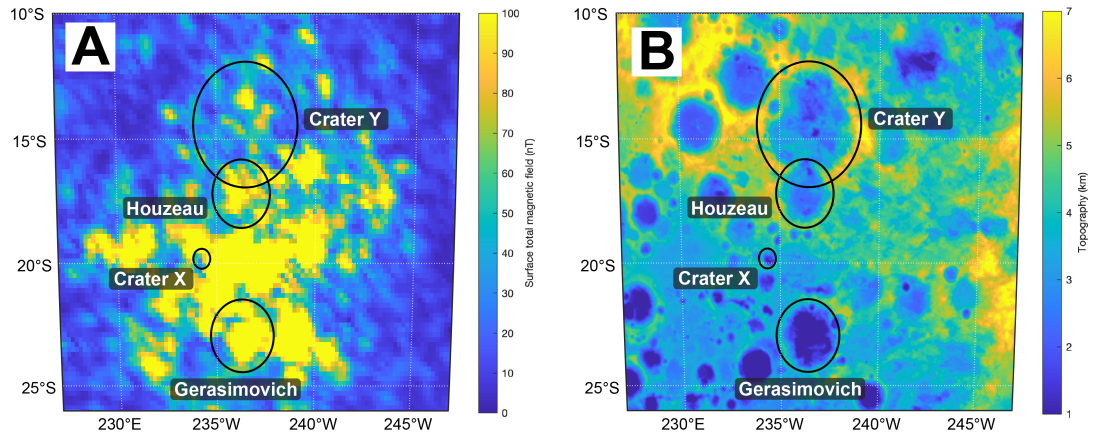 A
10°S
15°S
20°S
25°S
Crater Y
Houzeau
Crater X
Gerasimovich
230°E
235°W
240°W
245°W
100
90
80
70
60
50
40
30
20
10
0
Surface total magnetic field (nT)
B
10°S
15°S
20°S
25°S
Crater Y
Houzeau
Crater X
Gerasimovich
230°E
235°W
240°W
245°W
7
6
5
4
3
2
1
Topography (km)